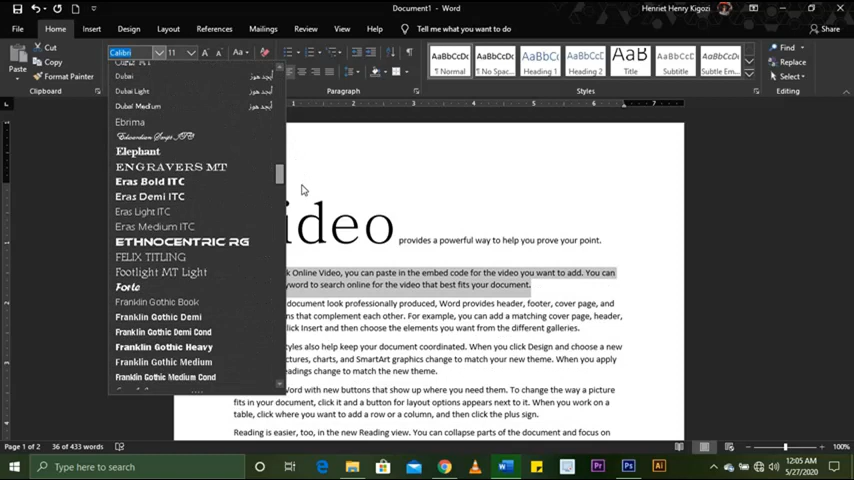 Document1 - Word
Henriet Henry Kigozi
File Home Insert Draw Design Layout References Mailings Review View Help Tell me what you want to do Share
Cut
Copy
Format Painter
Paste
Clipboard
Calibri 11
Aa
Paragraph
AaBbCcDc AaBbCcDc AaBbCc AaBbCcC AaB AaBbCcC AaBbCcDc
¶ Normal ¶ No Spac... Heading 1 Heading 2 Title Subtitle Subtle Em...
Styles
Find
Replace
Select
Editing
Dubai أيجد هوز
Dubai Light أيجد هوز
Dubai Medium أيجد هوز
Ebrima
Edwardian Script ITC
Elephant
ENGRAVERS MT
Eras Bold ITC
Eras Demi ITC
Eras Light ITC
Eras Medium ITC
ETHNOCENTRIC RG
FELIX TITLING
Footlight MT Light
Forte
Franklin Gothic Book
Franklin Gothic Demi
Franklin Gothic Demi Cond
Franklin Gothic Heavy
Franklin Gothic Medium
Franklin Gothic Medium Cond
ideo provides a powerful way to help you prove your point.
k Online Video, you can paste in the embed code for the video you want to add. You can
yword to search online for the video that best fits your document.
document look professionally produced, Word provides header, footer, cover page, and
ns that complement each other. For example, you can add a matching cover page, header,
lick Insert and then choose the elements you want from the different galleries.
tyles also help keep your document coordinated. When you click Design and choose a new
ctures, charts, and SmartArt graphics change to match your new theme. When you apply
eadings change to match the new theme.
Word with new buttons that show up where you need them. To change the way a picture
fits in your document, click it and a button for layout options appears next to it. When you work on a
table, click where you want to add a row or a column, and then click the plus sign.
Reading is easier, too, in the new Reading view. You can collapse parts of the document and focus on
Page 1 of 2 36 of 433 words
100%
Type here to search
12:05 AM
5/27/2020